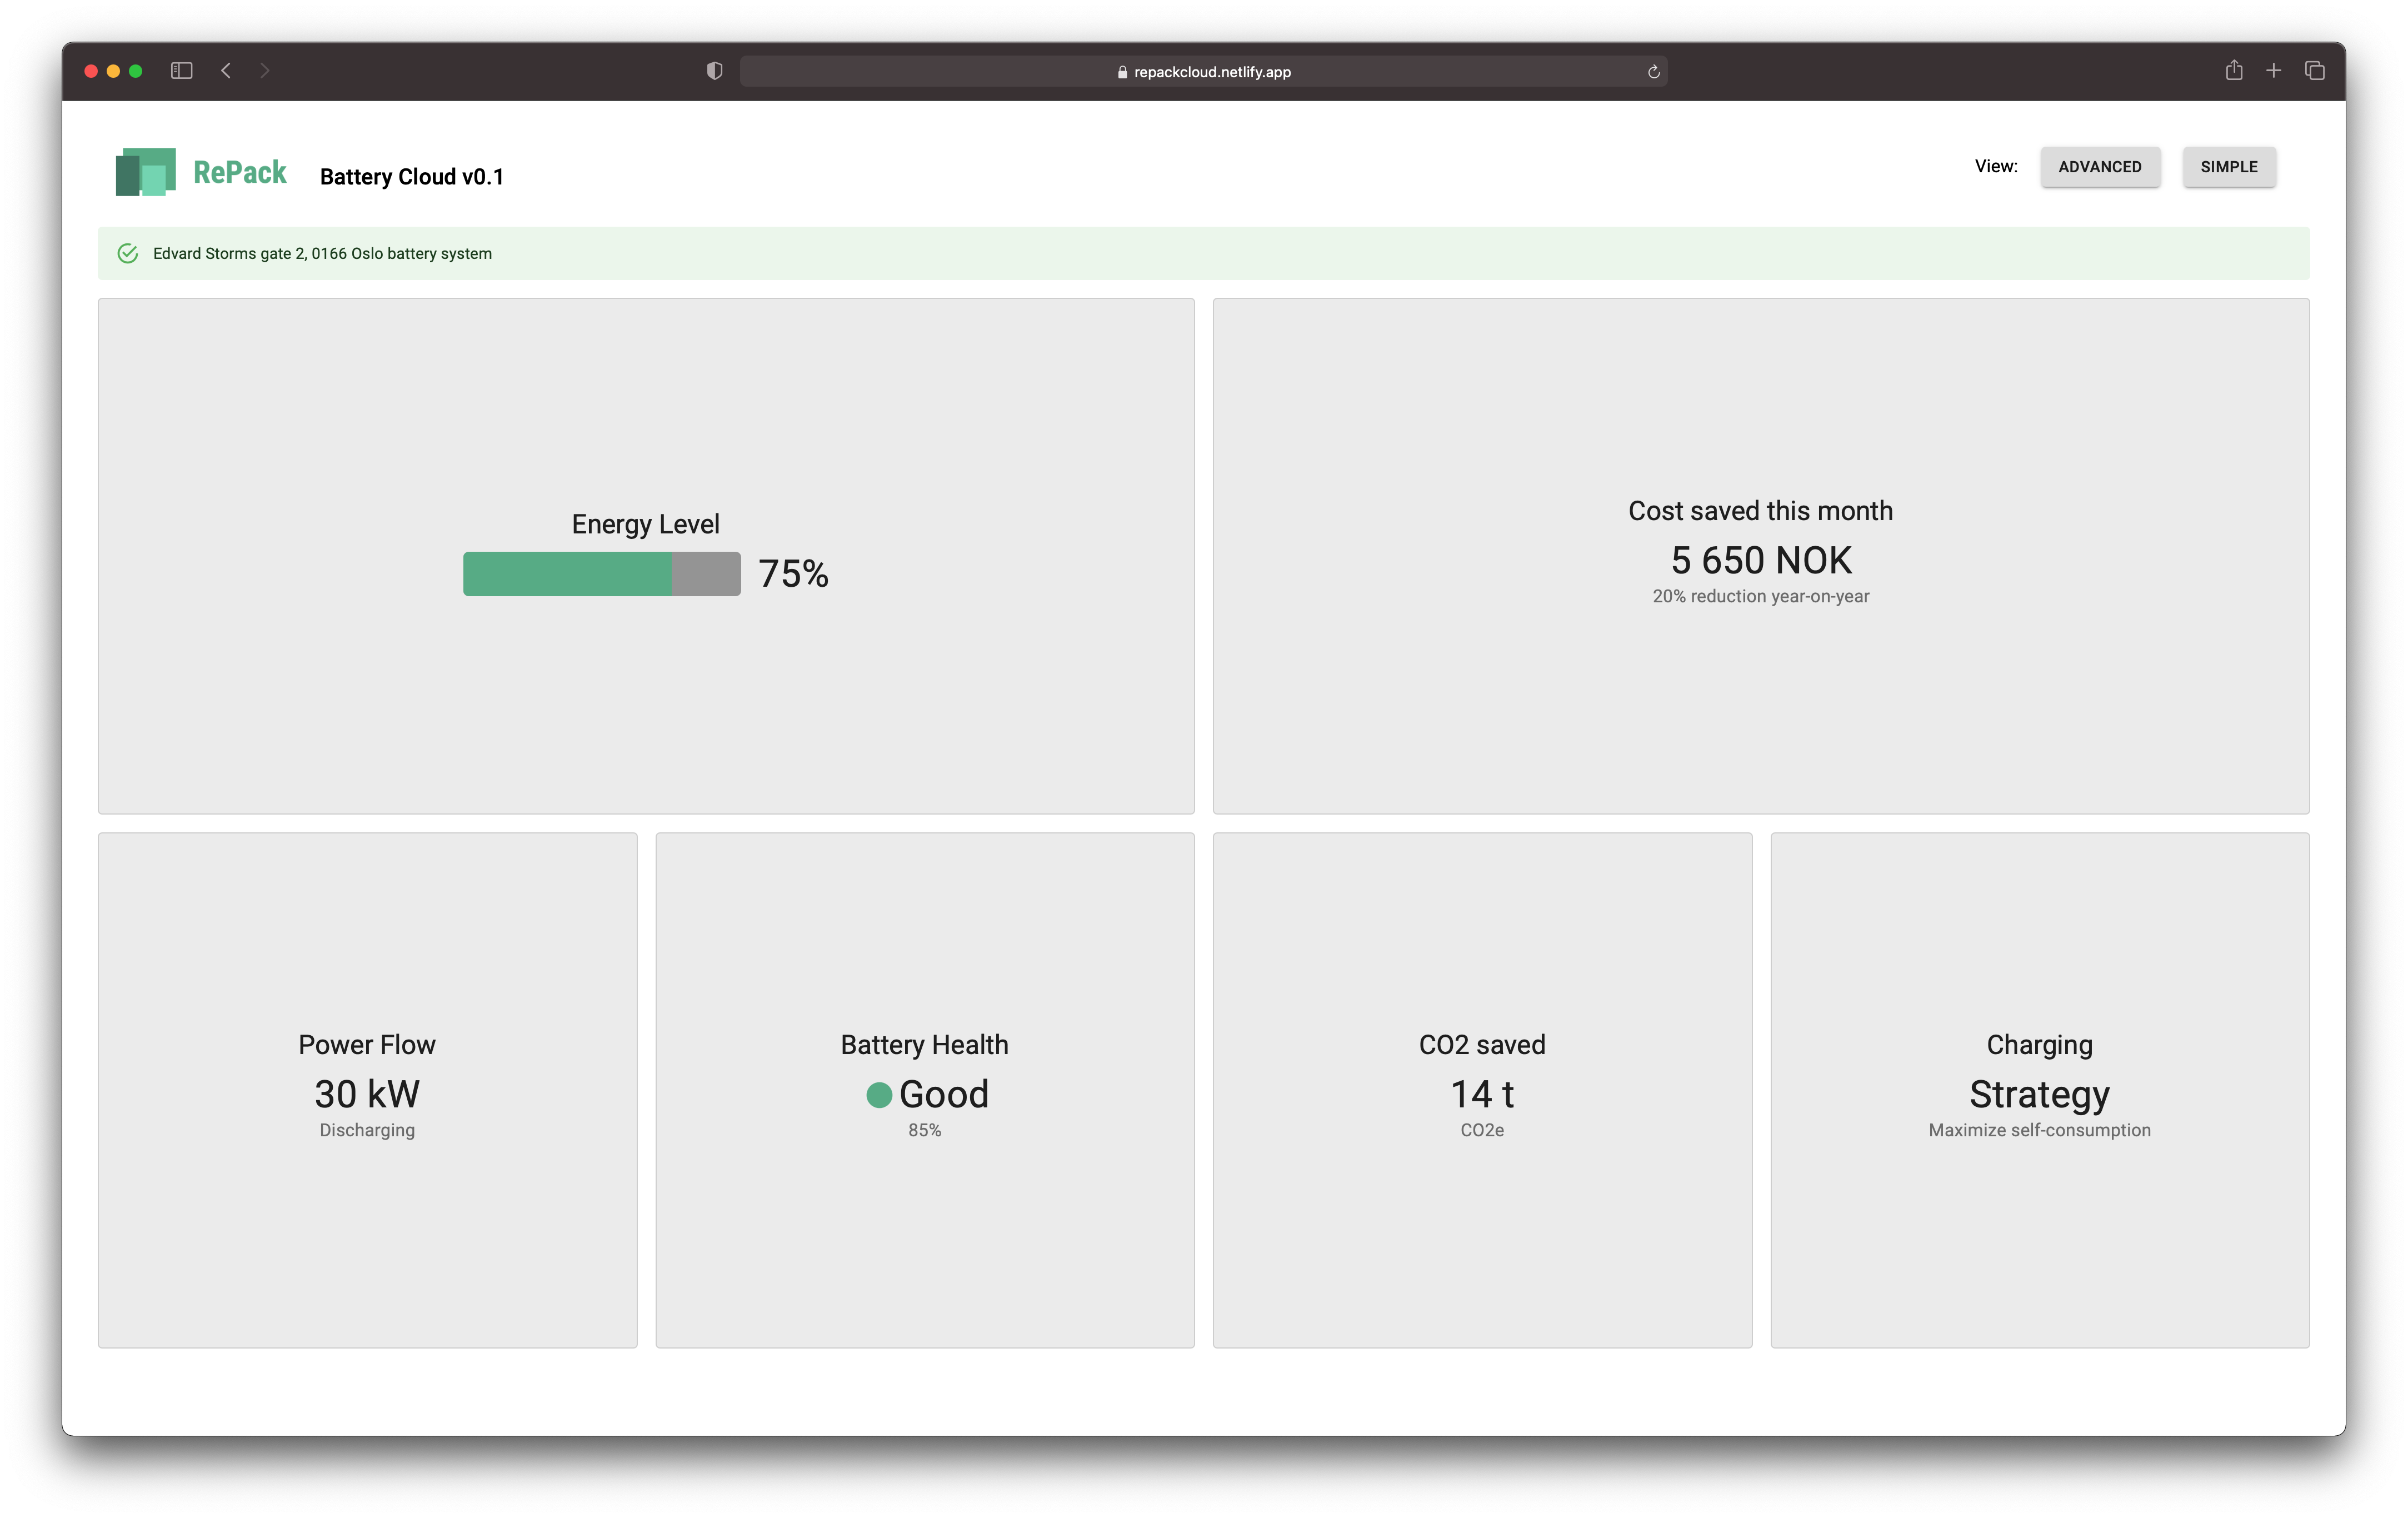 repackcloud.netlify.app
RePack
Battery Cloud v0.1
View: ADVANCED SIMPLE
Edvard Storms gate 2, 0166 Oslo battery system
Energy Level
75%
Cost saved this month
5 650 NOK
20% reduction year-on-year
Power Flow
30 kW
Discharging
Battery Health
Good
85%
CO2 saved
14 t
CO2e
Charging
Strategy
Maximize self-consumption